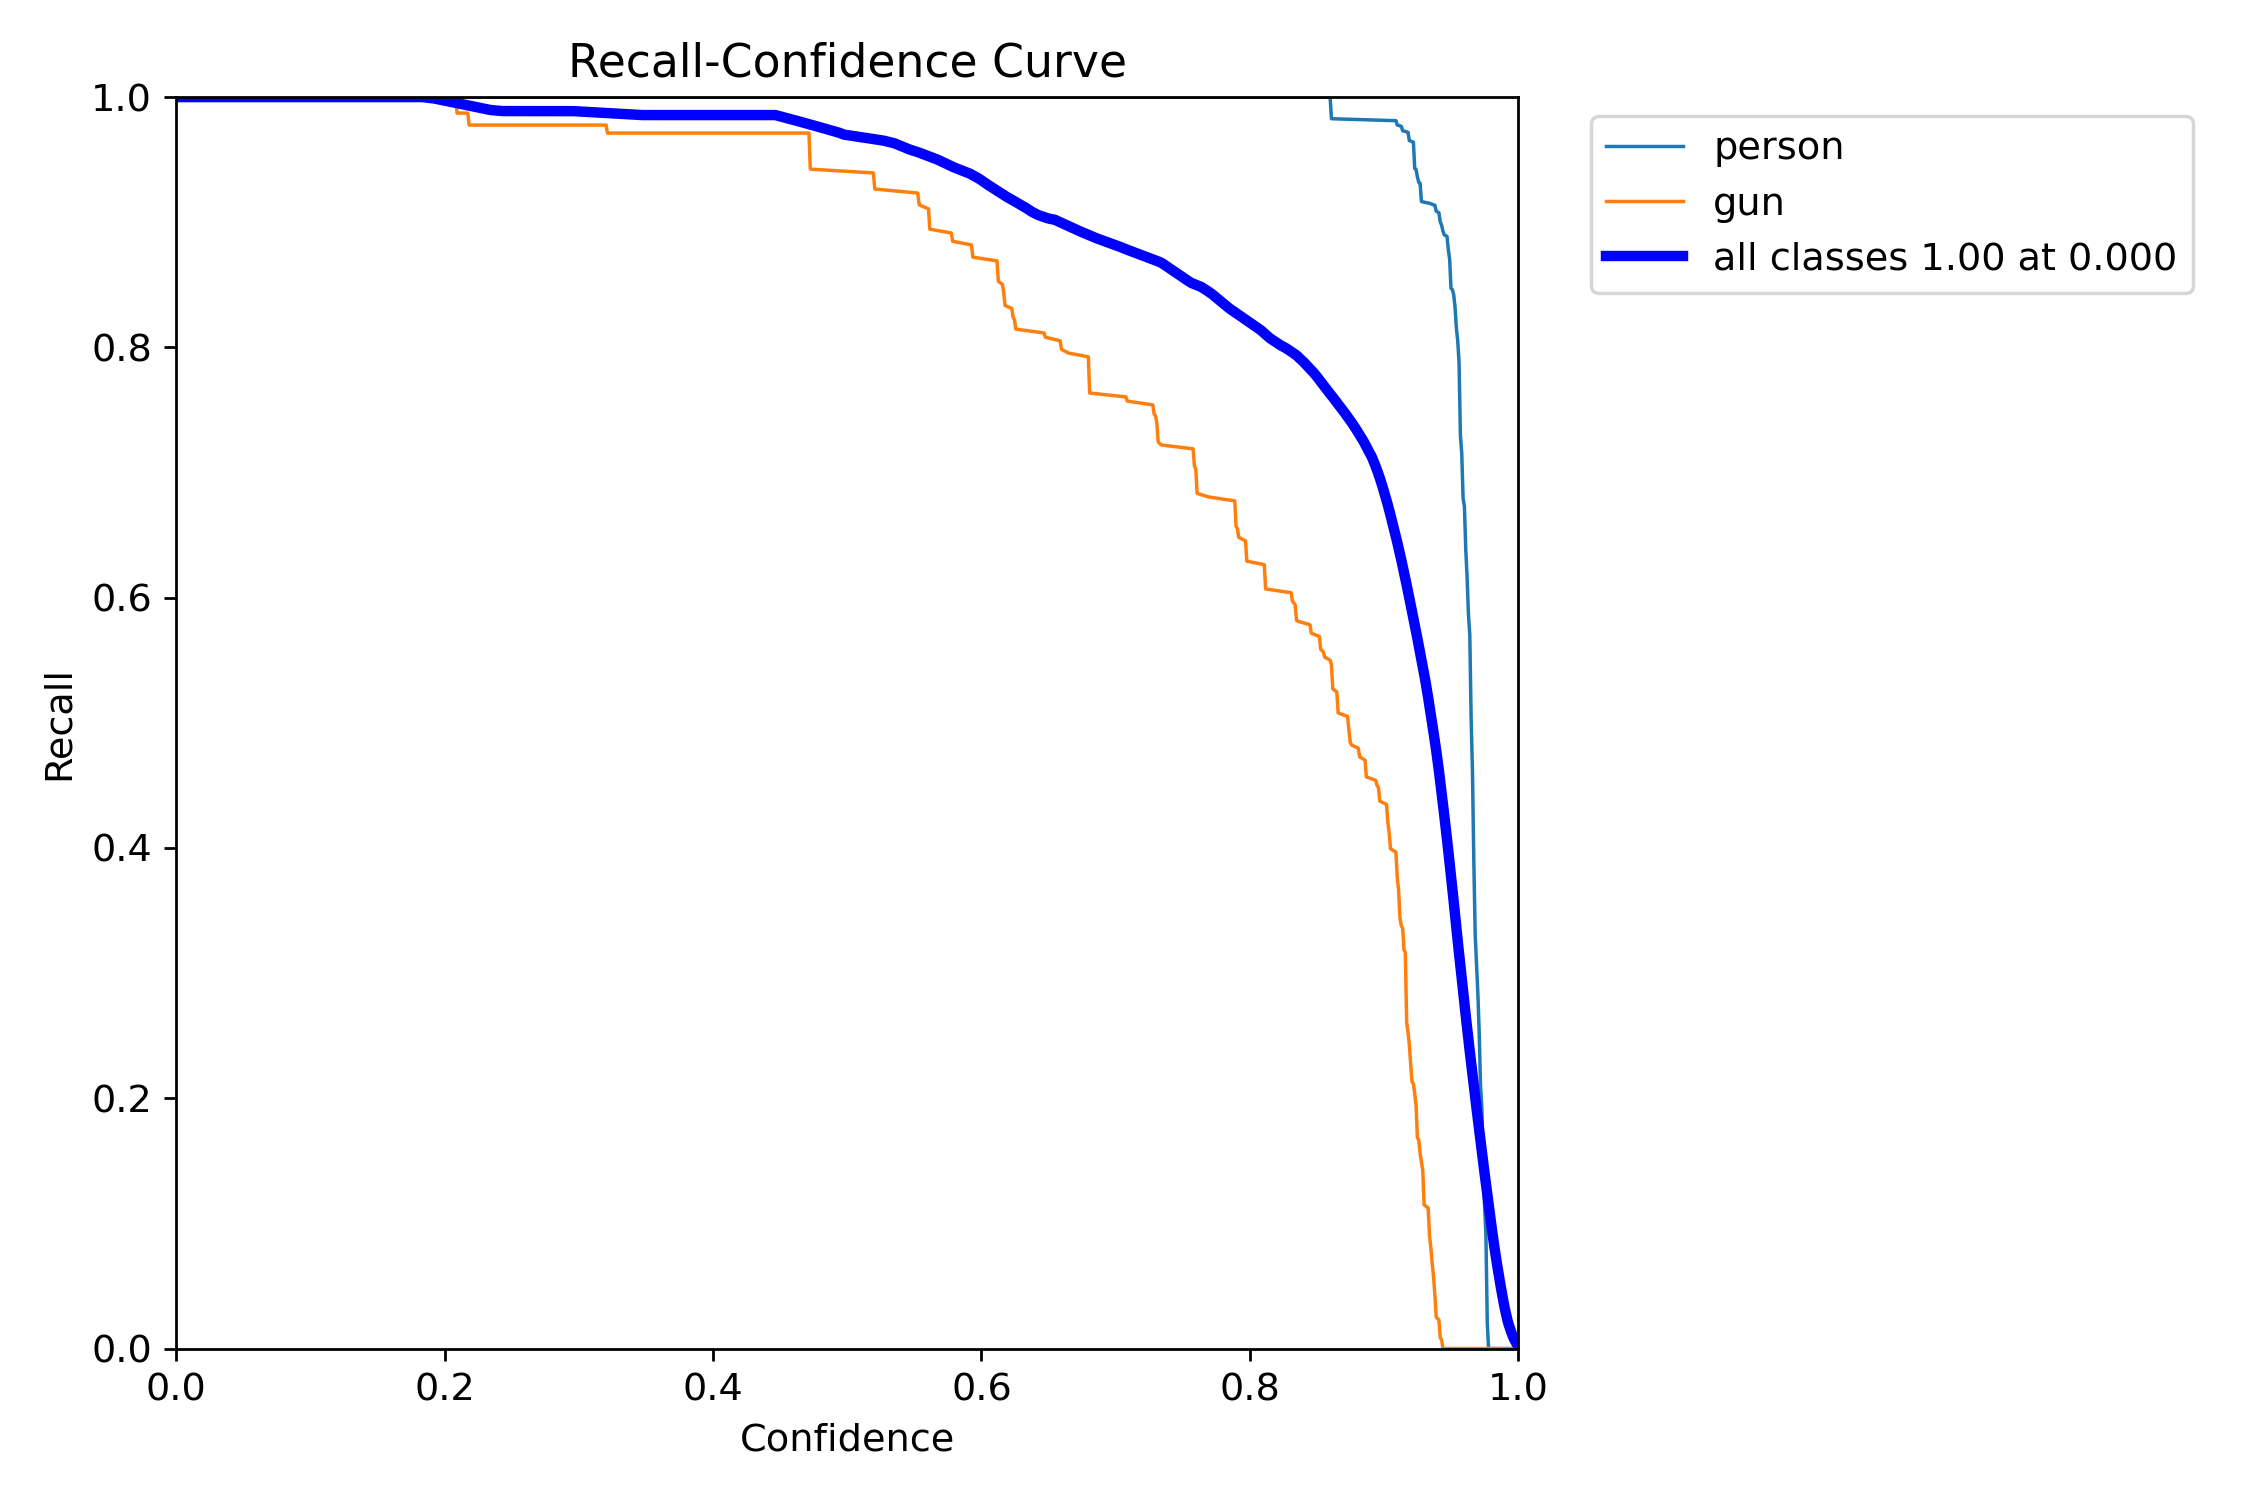 Recall-Confidence Curve
1.0
0.8
0.6
0.4
0.2
0.0
Recall
0.0 0.2 0.4 0.6 0.8 1.0
Confidence
person
gun
all classes 1.00 at 0.000